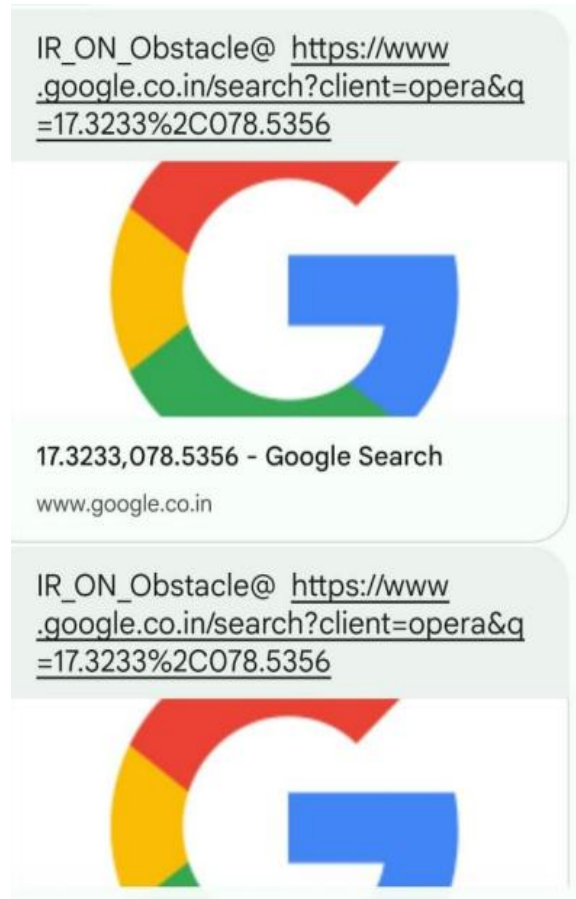 IR_ON_Obstacle@ https://www
.google.co.in/search?client=opera&q
=17.3233%2C078.5356
17.3233,078.5356 - Google Search
www.google.co.in
IR_ON_Obstacle@ https://www
.google.co.in/search?client=opera&q
=17.3233%2C078.5356